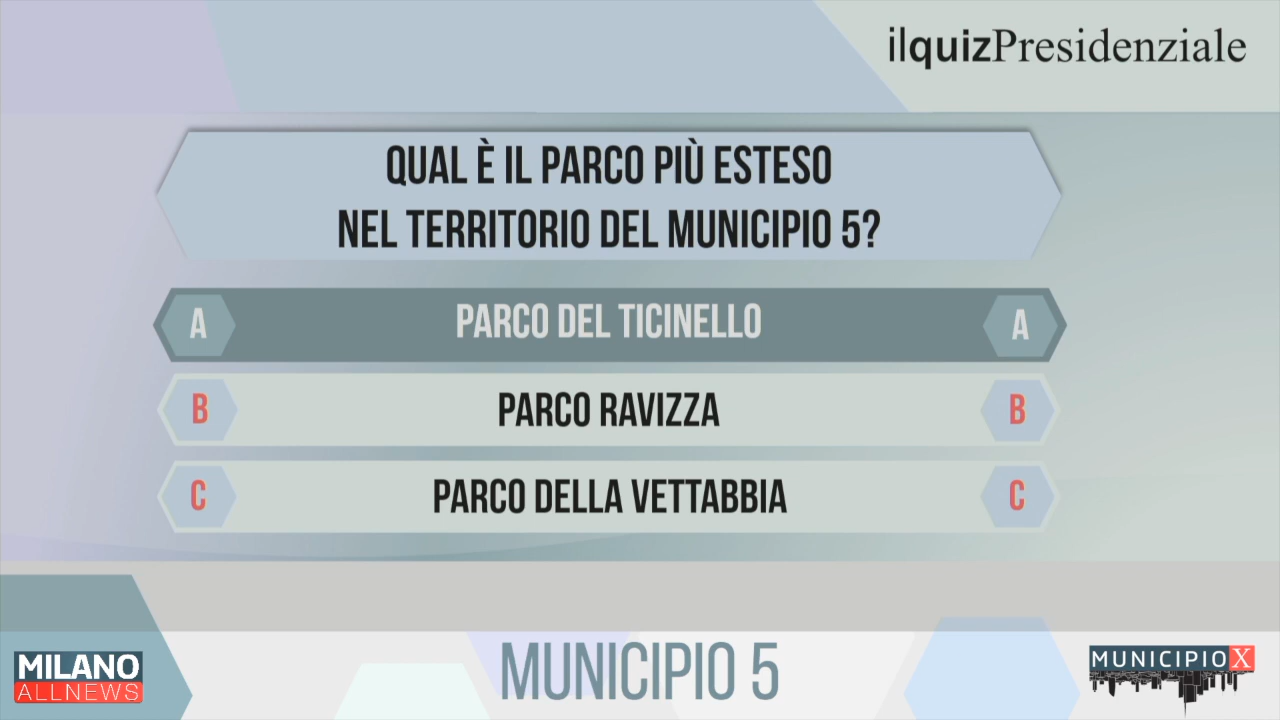 ilquizPresidenziale
QUAL È IL PARCO PIÙ ESTESO
NEL TERRITORIO DEL MUNICIPIO 5?
A PARCO DEL TICINELLO A
B PARCO RAVIZZA B
C PARCO DELLA VETTABBIA C
MILANO
ALLNEWS
MUNICIPIO 5
MUNICIPIOX